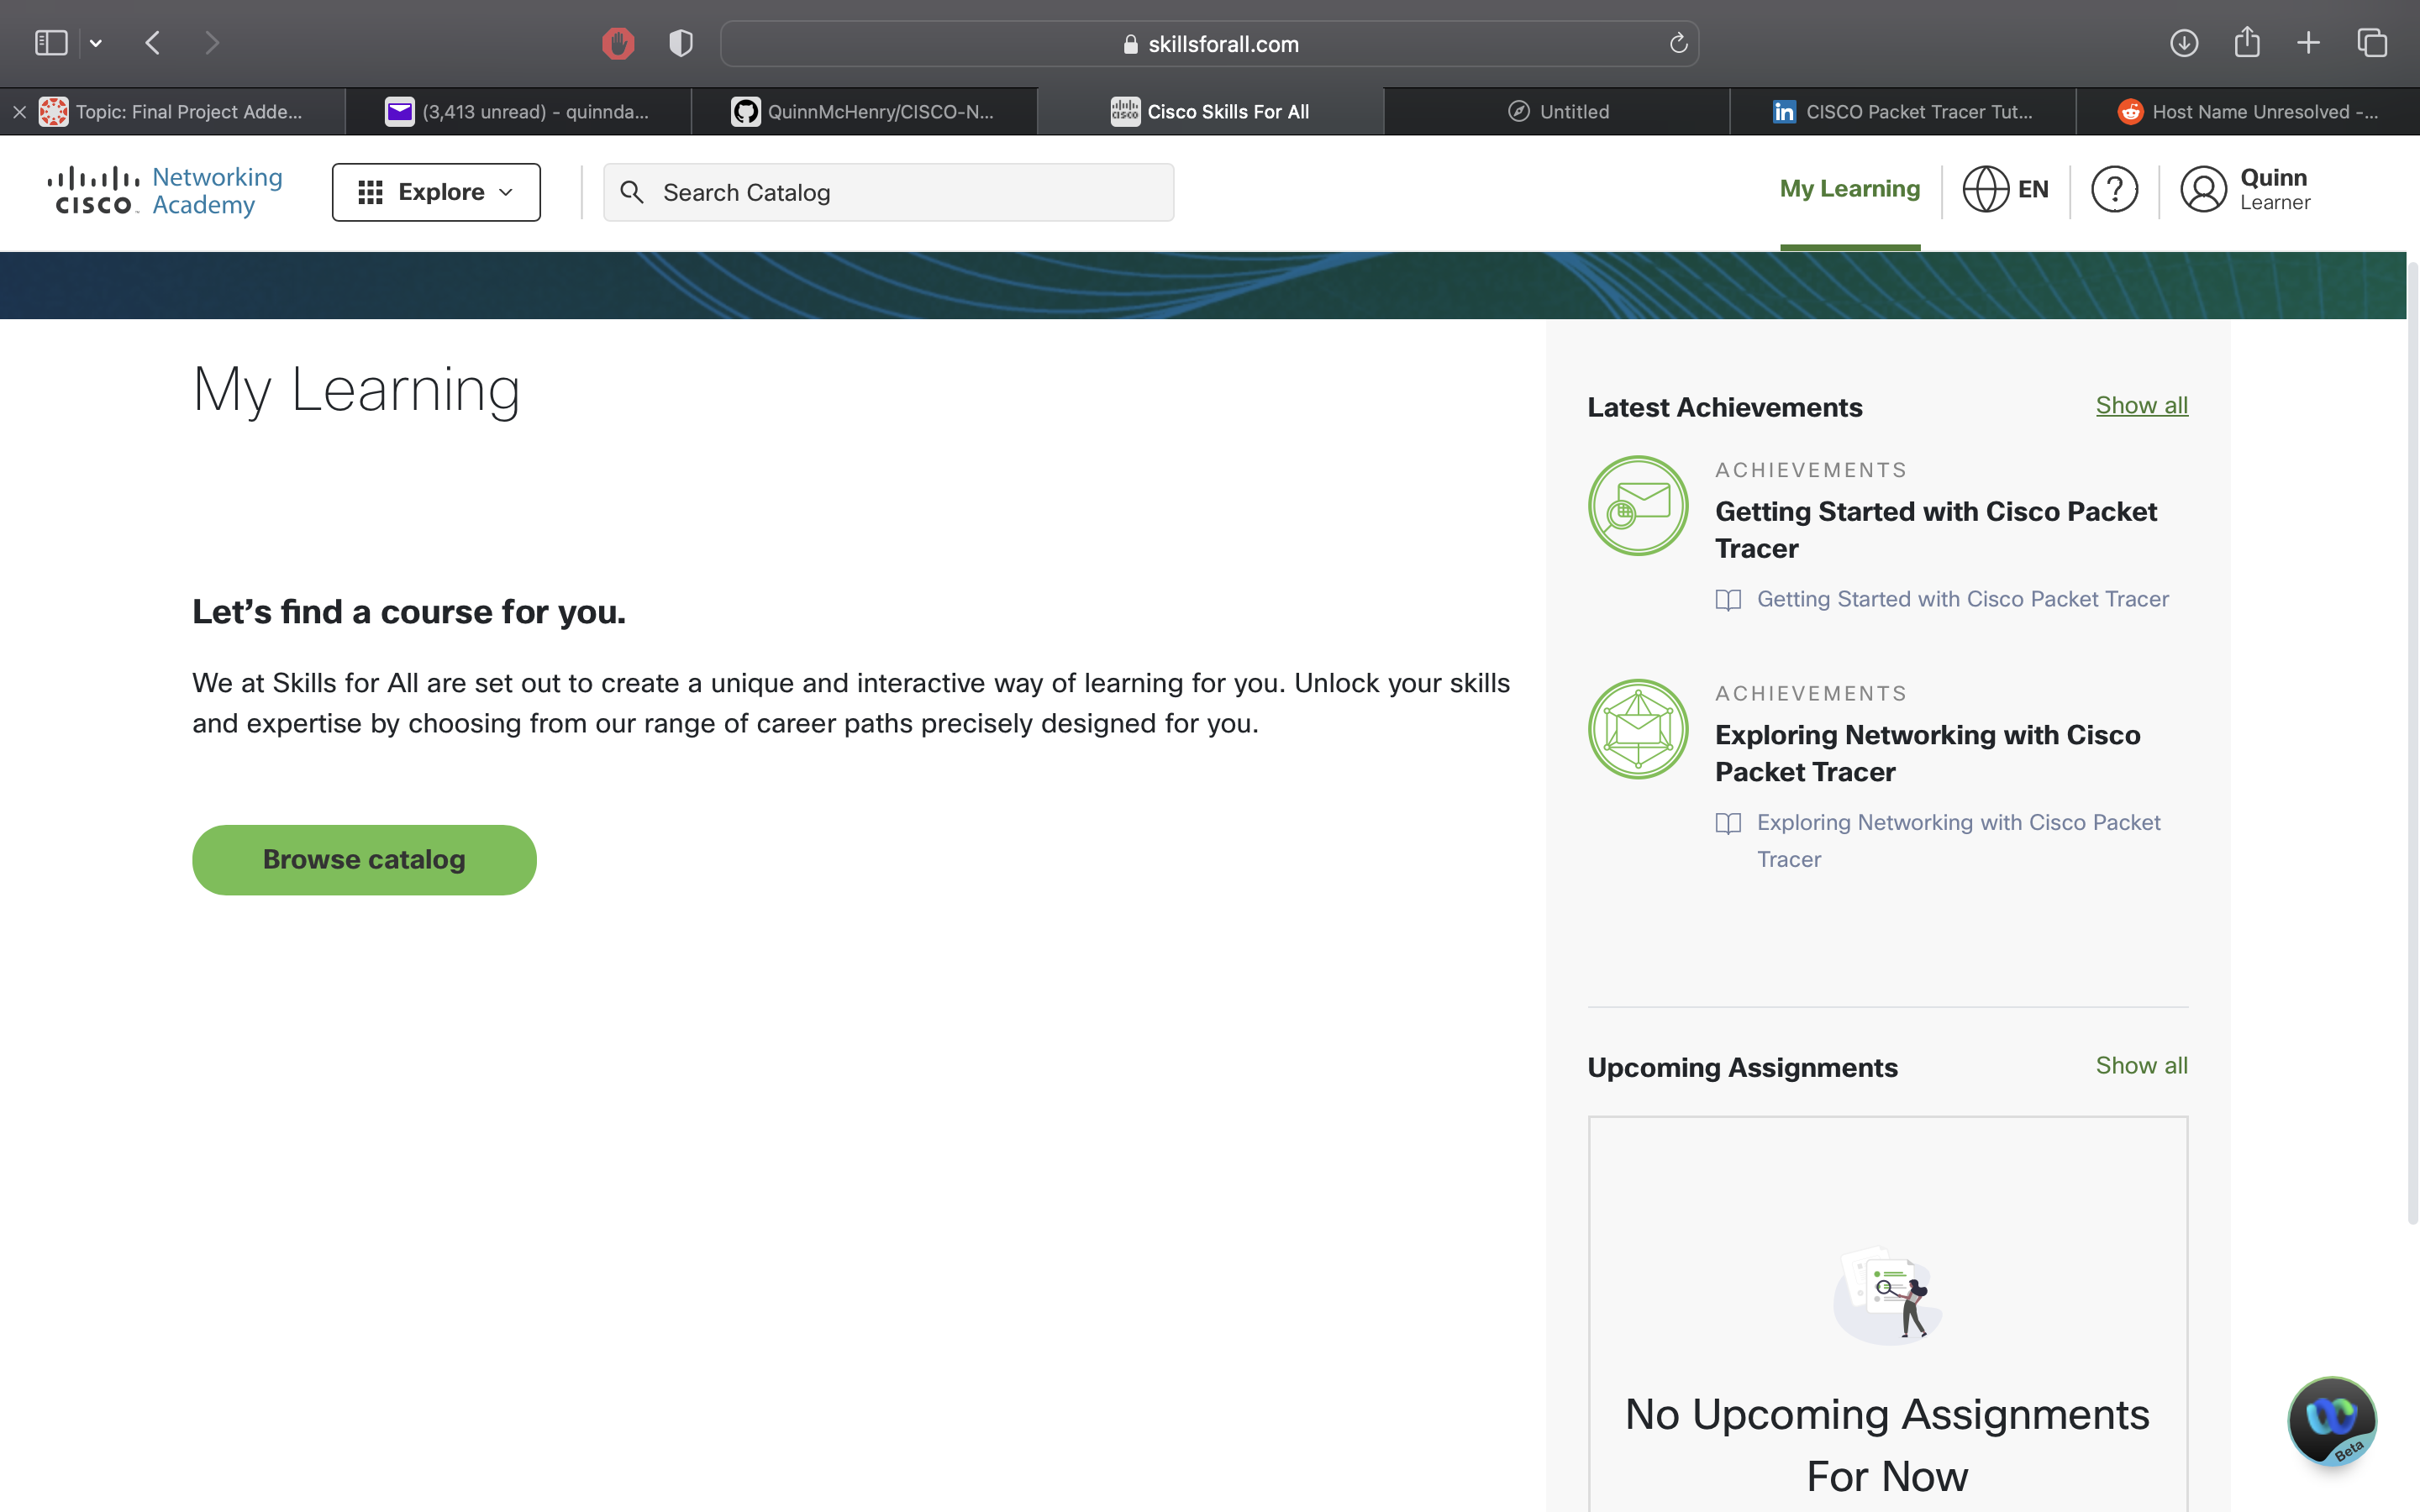 skillsforall.com
Topic: Final Project Adde...
(3,413 unread) - quinnda...
QuinnMcHenry/CISCO-N...
Cisco Skills For All
Untitled
CISCO Packet Tracer Tut...
Host Name Unresolved -...
CISCO Networking Academy
Explore
Search Catalog
My Learning
EN
Quinn
Learner
My Learning
Let’s find a course for you.
We at Skills for All are set out to create a unique and interactive way of learning for you. Unlock your skills
and expertise by choosing from our range of career paths precisely designed for you.
Browse catalog
Latest Achievements
Show all
ACHIEVEMENTS
Getting Started with Cisco Packet
Tracer
Getting Started with Cisco Packet Tracer
ACHIEVEMENTS
Exploring Networking with Cisco
Packet Tracer
Exploring Networking with Cisco Packet
Tracer
Upcoming Assignments
Show all
No Upcoming Assignments
For Now
Beta